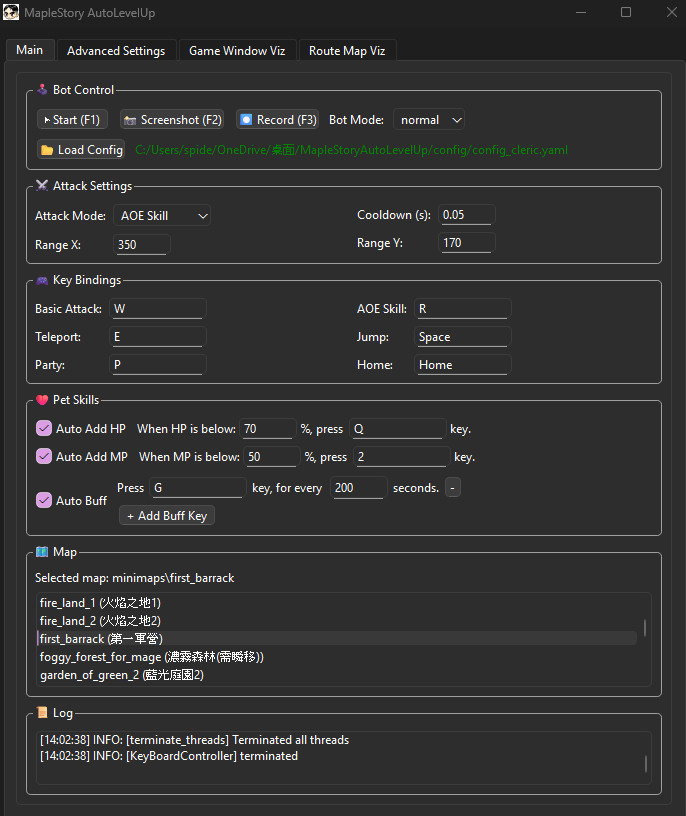 MapleStory AutoLevelUp
Main Advanced Settings Game Window Viz Route Map Viz
Bot Control
Start (F1) Screenshot (F2) Record (F3) Bot Mode: normal
Load Config C:/Users/spide/OneDrive/桌面/MapleStoryAutoLevelUp/config/config_cleric.yaml
Attack Settings
Attack Mode: AOE Skill Cooldown (s): 0.05
Range X: 350 Range Y: 170
Key Bindings
Basic Attack: W AOE Skill: R
Teleport: E Jump: Space
Party: P Home: Home
Pet Skills
Auto Add HP When HP is below: 70 %, press Q key.
Auto Add MP When MP is below: 50 %, press 2 key.
Auto Buff Press G key, for every 200 seconds. -
+ Add Buff Key
Map
Selected map: minimaps\first_barrack
fire_land_1 (火焰之地1)
fire_land_2 (火焰之地2)
first_barrack (第一軍營)
foggy_forest_for_mage (濃霧森林(需瞬移))
garden_of_green_2 (藍光庭園2)
Log
[14:02:38] INFO: [terminate_threads] Terminated all threads
[14:02:38] INFO: [KeyBoardController] terminated